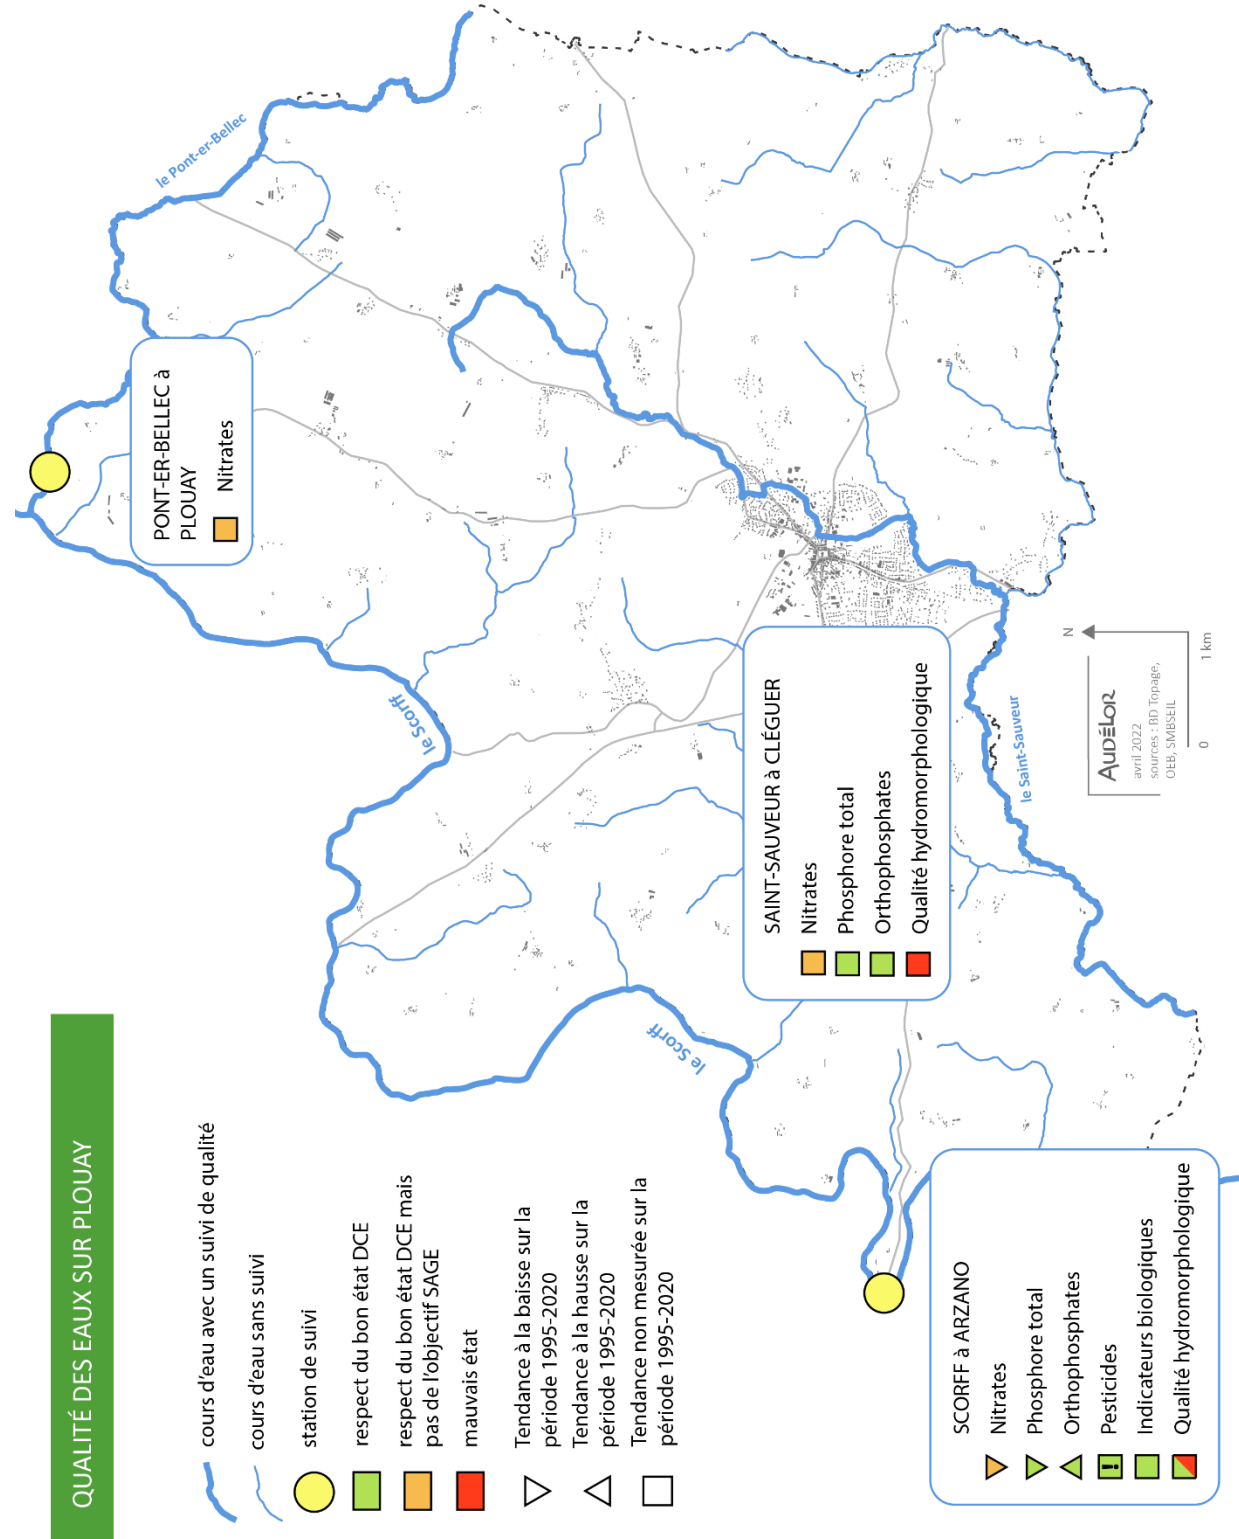 QUALITÉ DES EAUX SUR PLOUAY
cours d'eau avec un suivi de qualité
cours d'eau sans suivi
station de suivi
respect du bon état DCE
respect du bon état DCE mais
pas de l'objectif SAGE
mauvais état
Tendance à la baisse sur la
période 1995-2020
Tendance à la hausse sur la
période 1995-2020
Tendance non mesurée sur la
période 1995-2020
PONT-ER-BELLEC à
PLOUAY
Nitrates
le Pont-er-Bellec
le Scorff
le Scorff
SAINT-SAUVEUR à CLÉGUER
Nitrates
Phosphore total
Orthophosphates
Qualité hydromorphologique
le Saint-Sauveur
SCORFF à ARZANO
Nitrates
Phosphore total
Orthophosphates
Pesticides
!
Indicateurs biologiques
Qualité hydromorphologique
AUDÉLOR
avril 2022
sources : BD Topage,
OEB, SMBSEIL
N
0 1 km